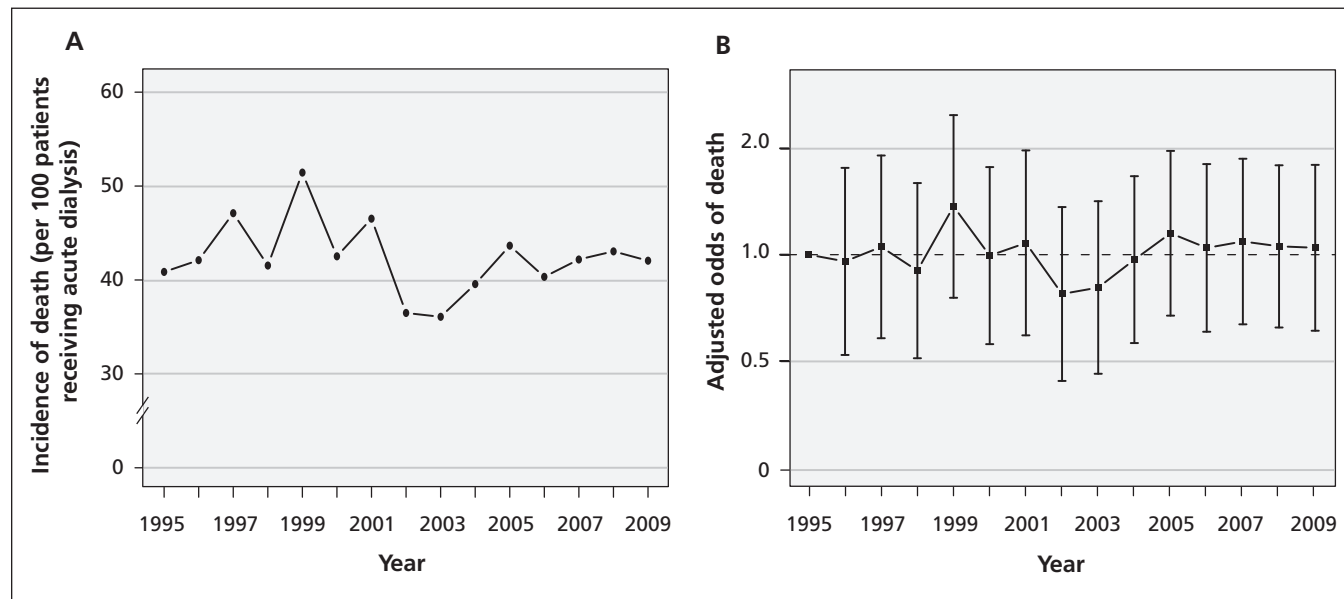 A
Incidence of death (per 100 patients
receiving acute dialysis)
60
50
40
30
0
1995 1997 1999 2001 2003 2005 2007 2009
Year
B
Adjusted odds of death
2.0
1.0
0.5
0
1995 1997 1999 2001 2003 2005 2007 2009
Year